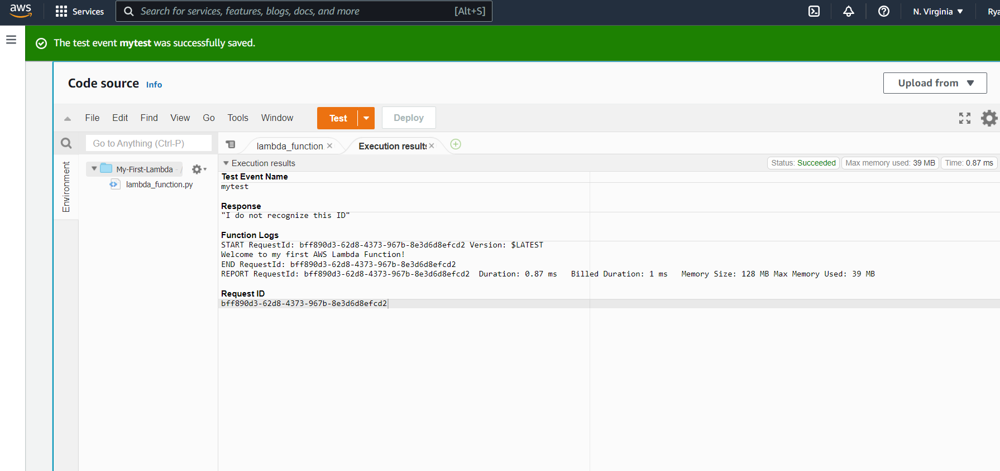 aws
Services
Search for services, features, blogs, docs, and more [Alt+S]
N. Virginia
Rya
The test event mytest was successfully saved.
Code source Info
Upload from
File Edit Find View Go Tools Window Test Deploy
Go to Anything (Ctrl-P)
lambda_function
Execution results
Environment
My-First-Lambda - /
lambda_function.py
Execution results
Status: Succeeded
Max memory used: 39 MB
Time: 0.87 ms
Test Event Name
mytest
Response
"I do not recognize this ID"
Function Logs
START RequestId: bff890d3-62d8-4373-967b-8e3d6d8efcd2 Version: $LATEST
Welcome to my first AWS Lambda Function!
END RequestId: bff890d3-62d8-4373-967b-8e3d6d8efcd2
REPORT RequestId: bff890d3-62d8-4373-967b-8e3d6d8efcd2 Duration: 0.87 ms Billed Duration: 1 ms Memory Size: 128 MB Max Memory Used: 39 MB
Request ID
bff890d3-62d8-4373-967b-8e3d6d8efcd2